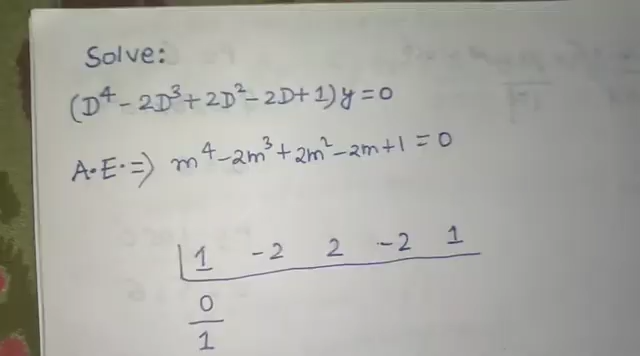 Solve:
(D⁴ - 2D³ + 2D² - 2D + 1) y = 0
A.E. ⇒ m⁴ - 2m³ + 2m² - 2m + 1 = 0
1 -2 2 -2 1
0
1